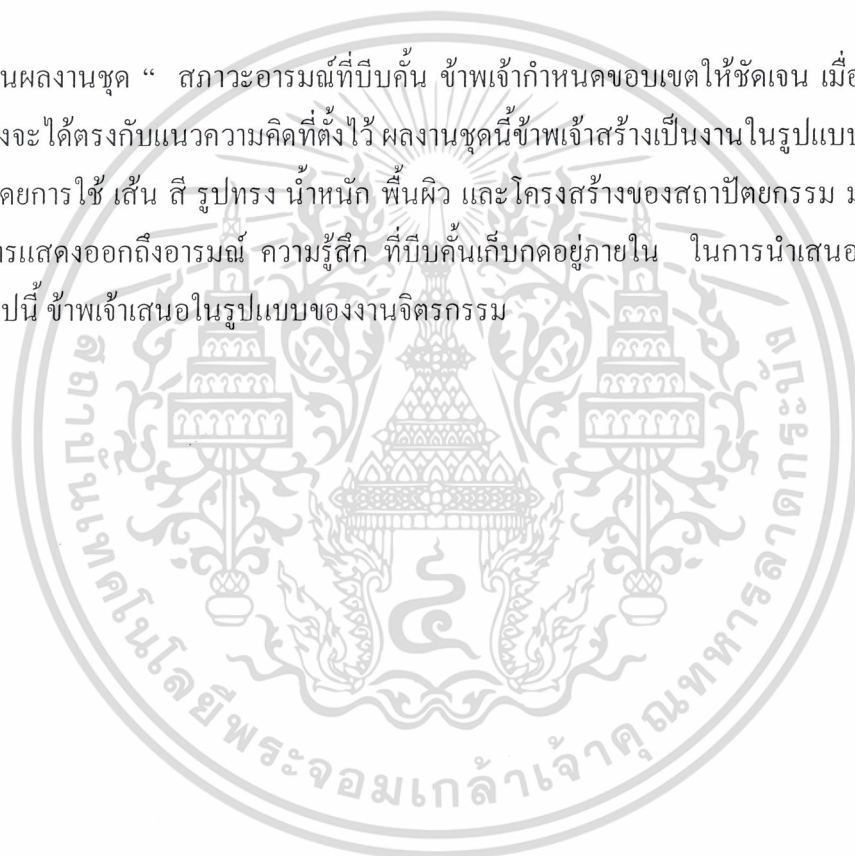 นผลงานชุด “ สภาวะอารมณ์ที่บีบคั้น ข้าพเจ้ากำหนดขอบเขตให้ชัดเจน เมื่อ
งจะได้ตรงกับแนวความคิดที่ตั้งไว้ ผลงานชุดนี้ข้าพเจ้าสร้างเป็นงานในรูปแบบ
ดยการใช้ เส้น สี รูปทรง น้ำหนัก พื้นผิว และโครงสร้างของสถาปัตยกรรม ม
ารแสดงออกถึงอารมณ์ ความรู้สึก ที่บีบคั้นเก็บกดอยู่ภายใน ในการนำเสนอ
ปนี้ ข้าพเจ้าเสนอในรูปแบบของงานจิตรกรรม
สถาบันเทคโนโลยีพระจอมเกล้าเจ้าคุณทหารลาดกระบัง
๔